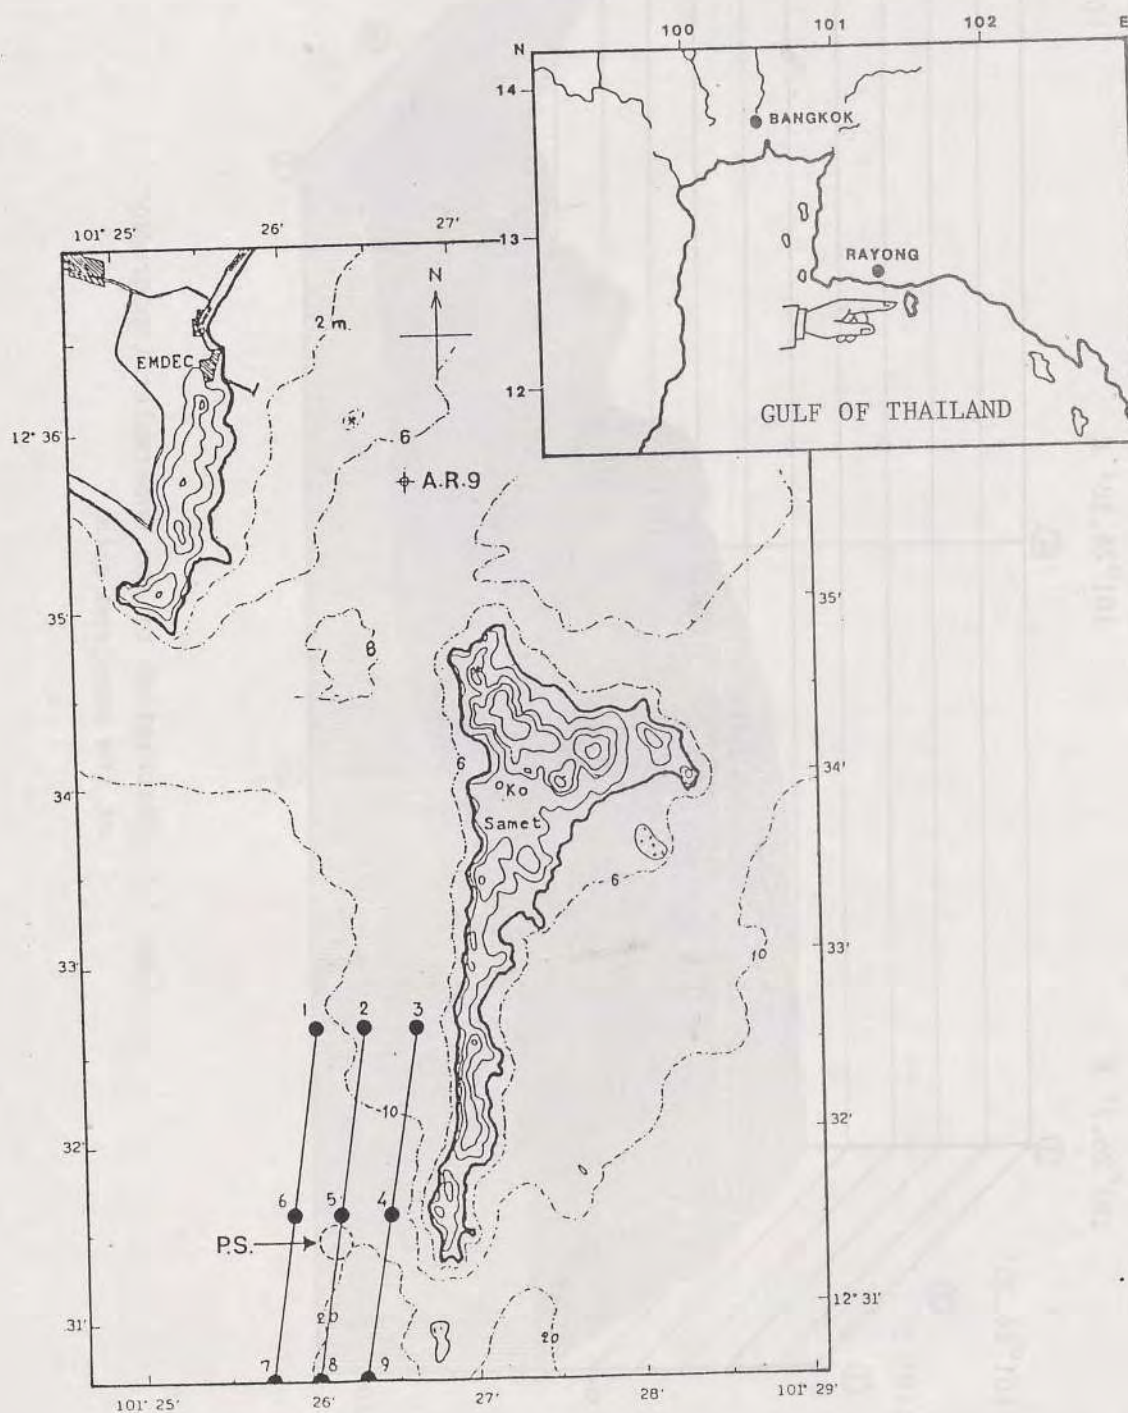 100 101 102 E
N
14
BANGKOK
13
RAYONG
12
GULF OF THAILAND
101° 25' 26' 27'
N
2 m.
EMDEC
12° 36'
6
A.R.9
35' 35'
6
34' 34'
6
Ko
Samet
6
33' 33'
10
1 2 3
10
32' 32'
6 5 4
P.S.
12° 31'
31' 20 20
7 8 9
101° 25' 26' 27' 28' 101° 29'